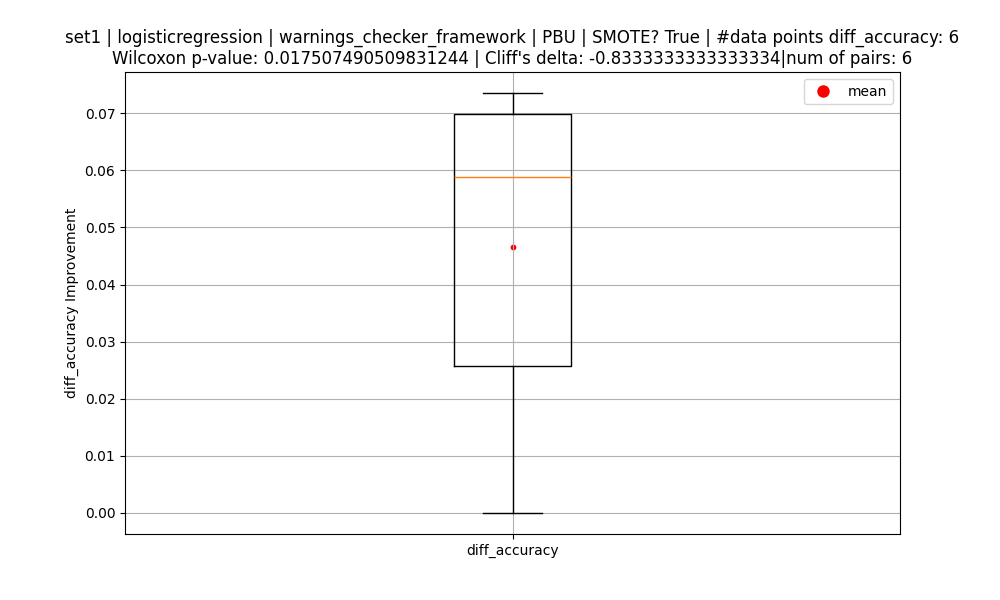 set1 | logisticregression | warnings_checker_framework | PBU | SMOTE? True | #data points diff_accuracy: 6
Wilcoxon p-value: 0.017507490509831244 | Cliff's delta: -0.8333333333333334|num of pairs: 6
mean
0.07
0.06
0.05
0.04
0.03
0.02
0.01
0.00
diff_accuracy Improvement
diff_accuracy